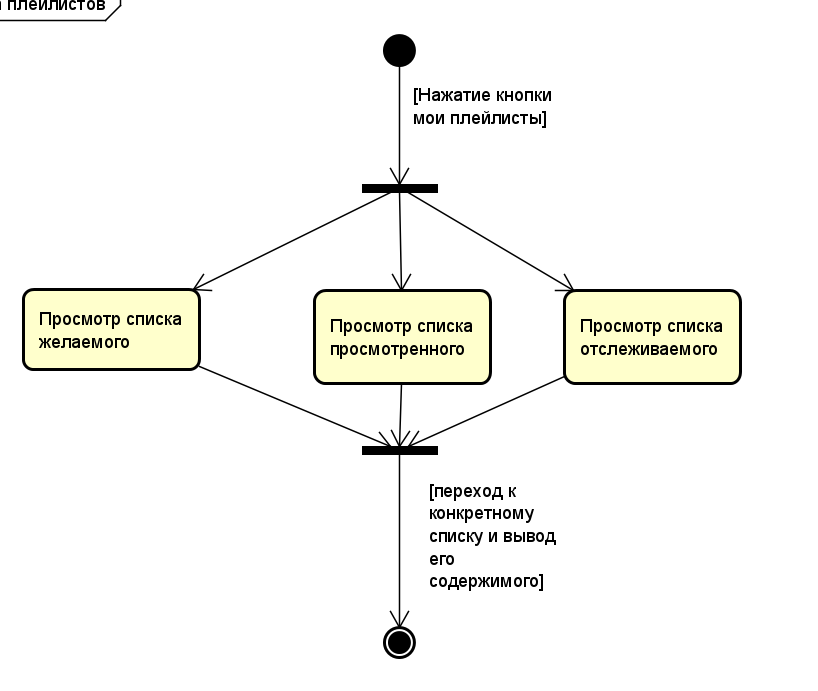 плейлистов
[Нажатие кнопки
мои плейлисты]
Просмотр списка
желаемого
Просмотр списка
просмотренного
Просмотр списка
отслеживаемого
[переход к
конкретному
списку и вывод
его
содержимого]